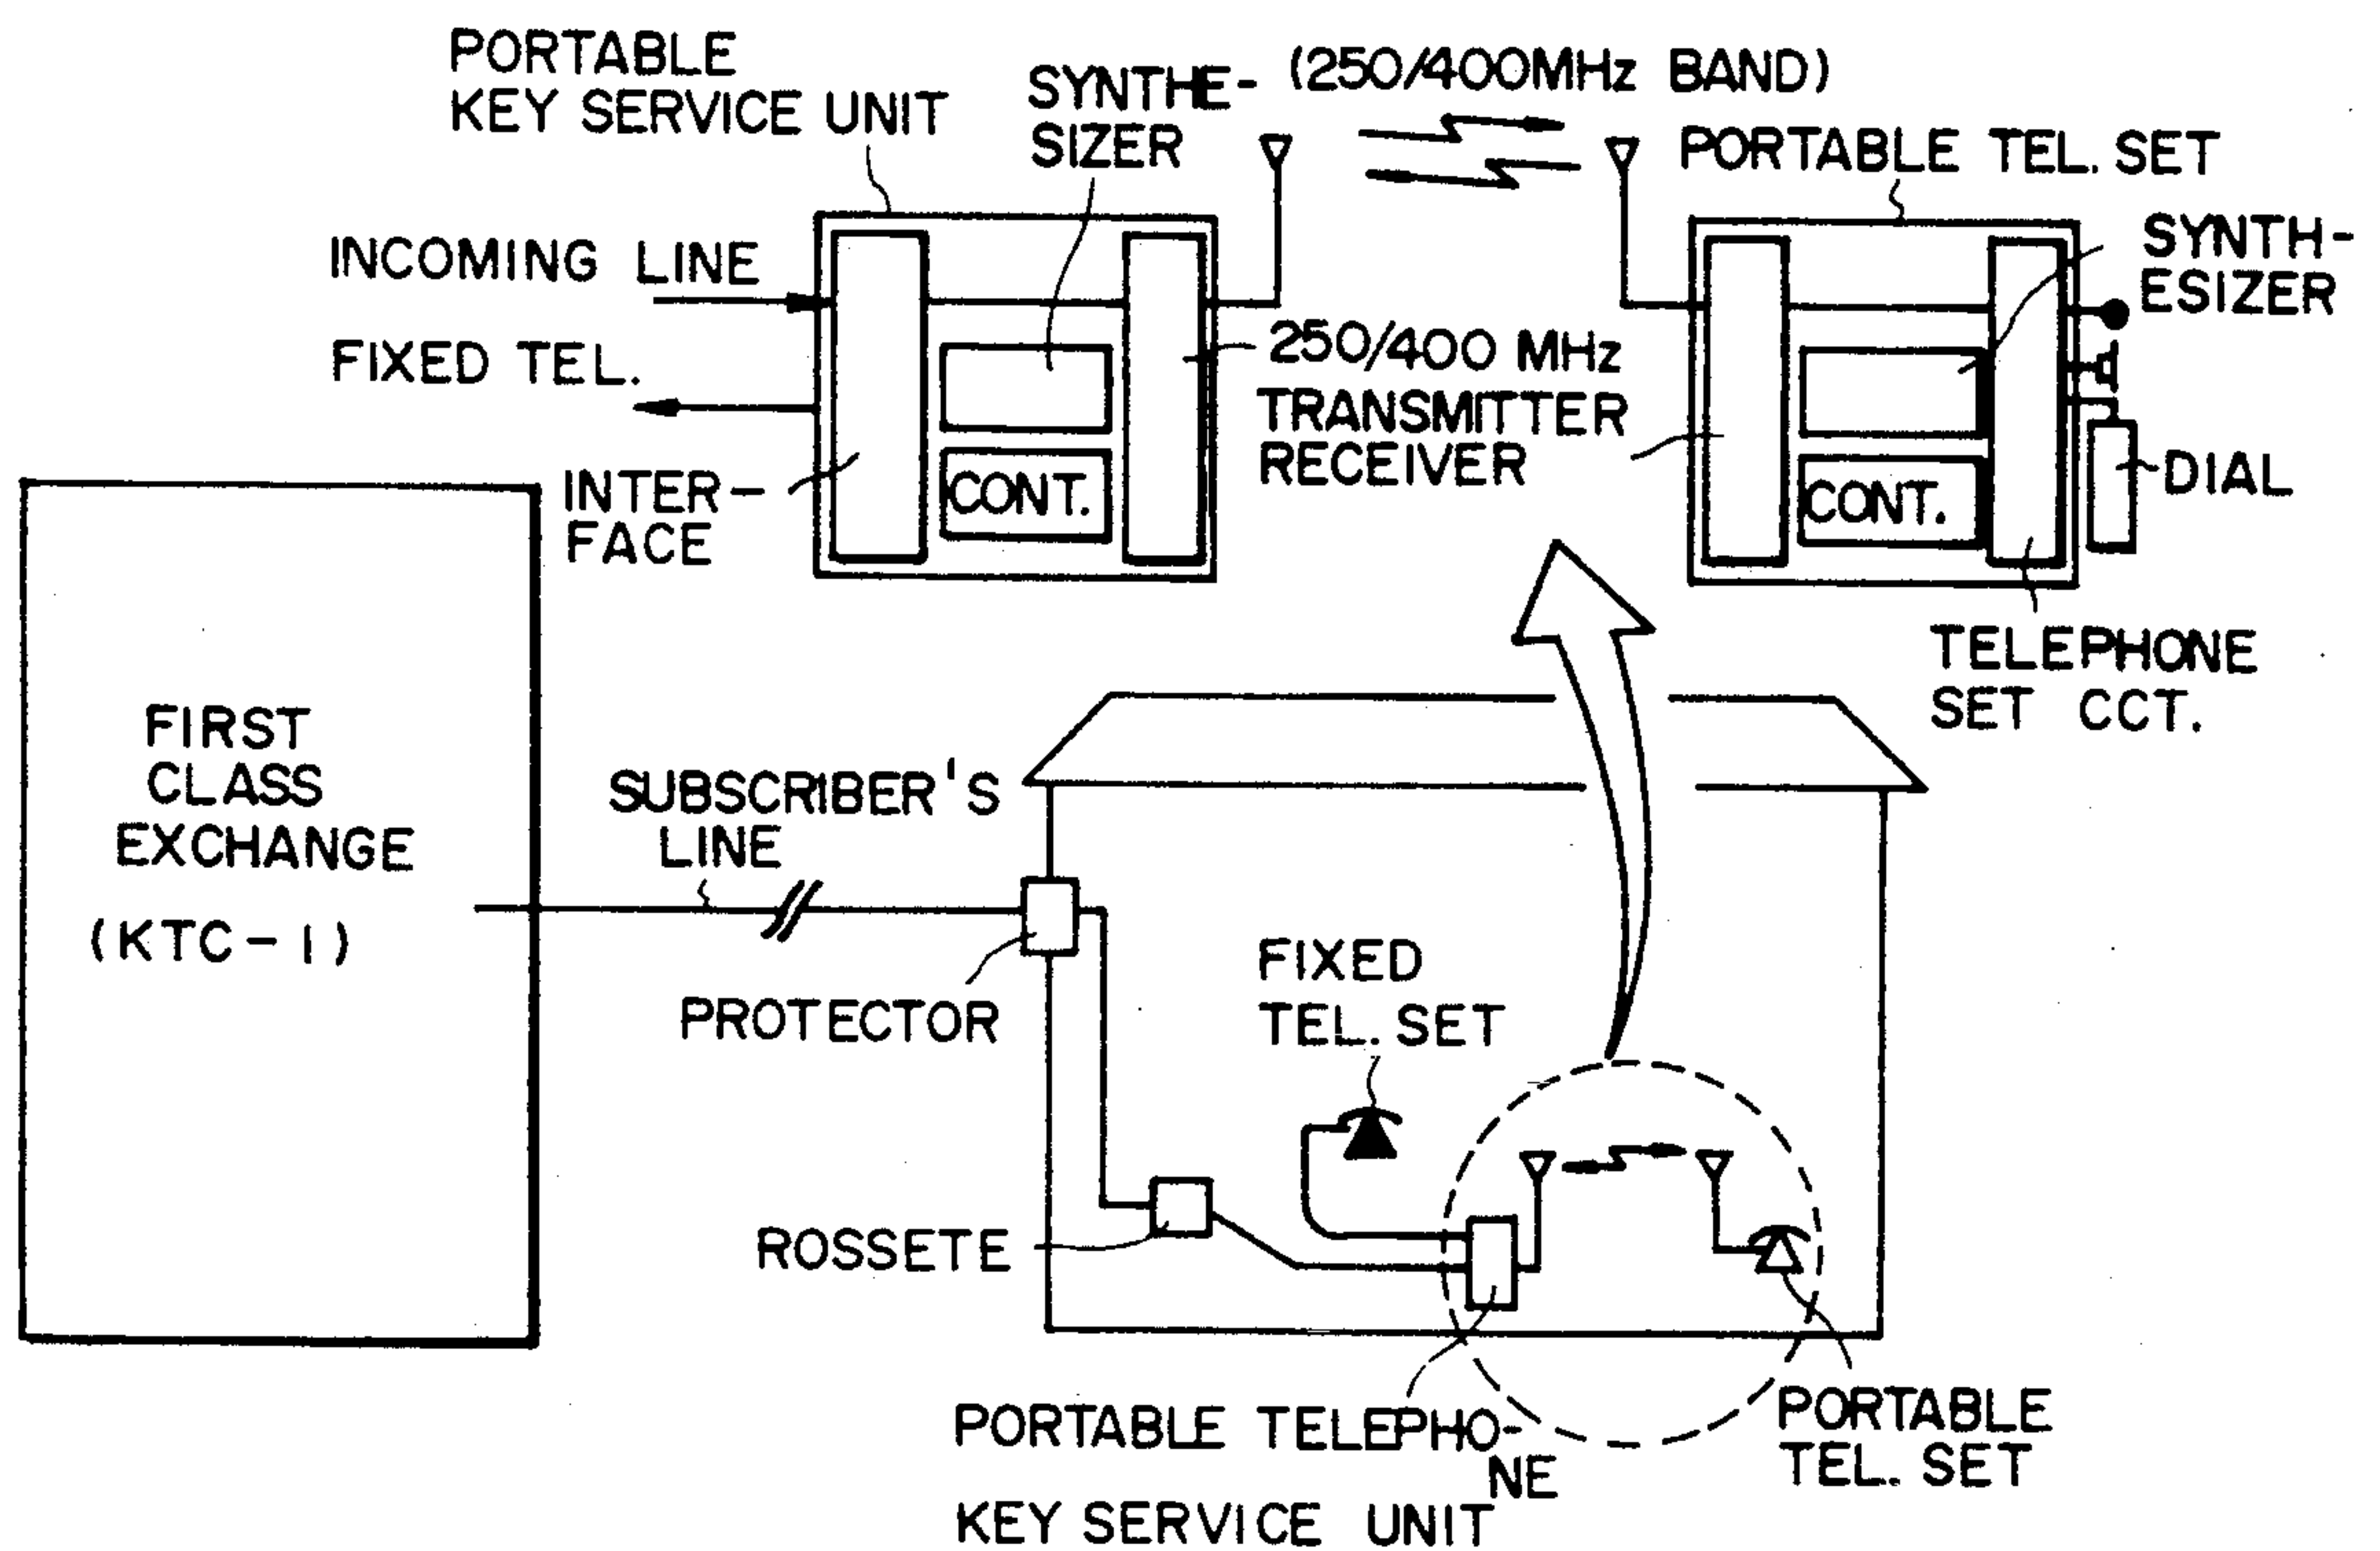 PORTABLE
KEY SERVICE UNIT
SYNTHE-
SIZER
(250/400MHz BAND)
PORTABLE TEL. SET
SYNTH-
ESIZER
INCOMING LINE
FIXED TEL.
INTER-
FACE
CONT.
250/400 MHz
TRANSMITTER
RECEIVER
CONT.
DIAL
TELEPHONE
SET CCT.
FIRST
CLASS
EXCHANGE
(KTC-1)
SUBSCRIBER'S
LINE
PROTECTOR
FIXED
TEL. SET
ROSSETE
PORTABLE TELEPHO-
NE
KEY SERVICE UNIT
PORTABLE
TEL. SET